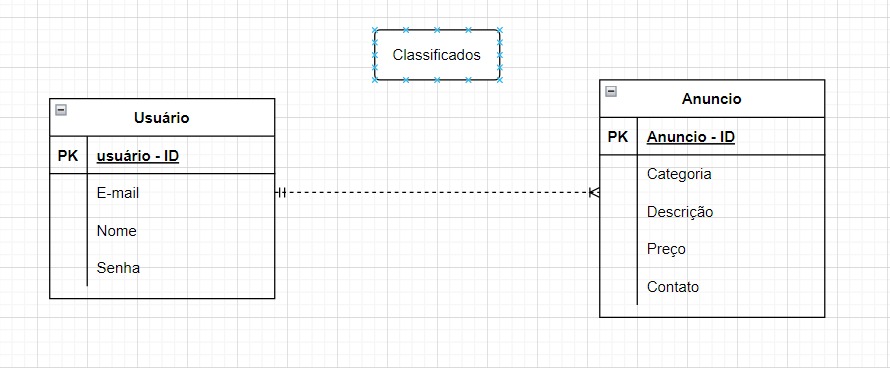 Classificados
Usuário
PK usuário - ID
E-mail
Nome
Senha
Anuncio
PK Anuncio - ID
Categoria
Descrição
Preço
Contato